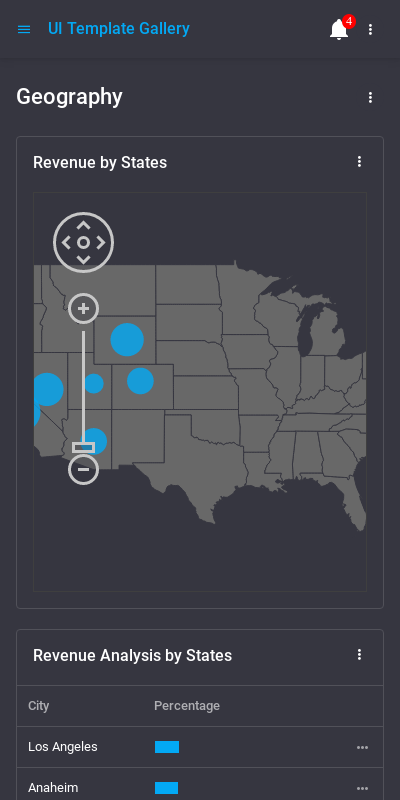 UI Template Gallery
4
Geography
Revenue by States
Revenue Analysis by States
City Percentage
Los Angeles
Anaheim